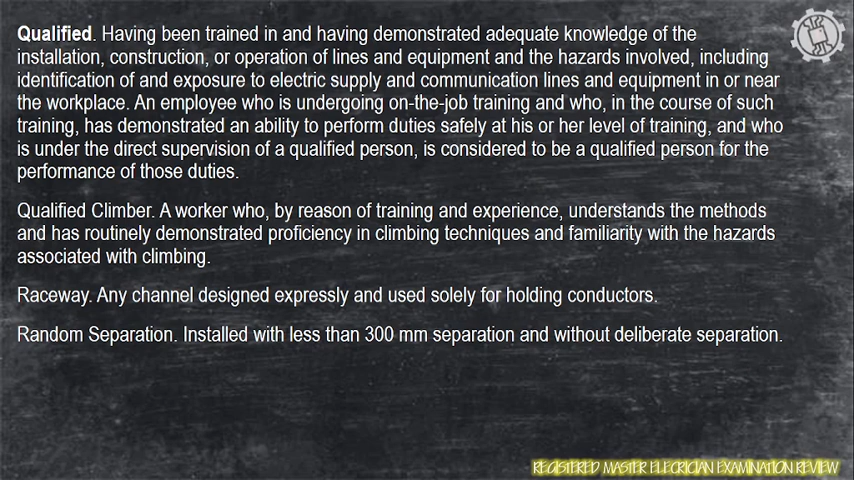 Qualified. Having been trained in and having demonstrated adequate knowledge of the
installation, construction, or operation of lines and equipment and the hazards involved, including
identification of and exposure to electric supply and communication lines and equipment in or near
the workplace. An employee who is undergoing on-the-job training and who, in the course of such
training, has demonstrated an ability to perform duties safely at his or her level of training, and who
is under the direct supervision of a qualified person, is considered to be a qualified person for the
performance of those duties.
Qualified Climber. A worker who, by reason of training and experience, understands the methods
and has routinely demonstrated proficiency in climbing techniques and familiarity with the hazards
associated with climbing.
Raceway. Any channel designed expressly and used solely for holding conductors.
Random Separation. Installed with less than 300 mm separation and without deliberate separation.
REGISTERED MASTER ELECRICIAN EXAMINATION REVIEW